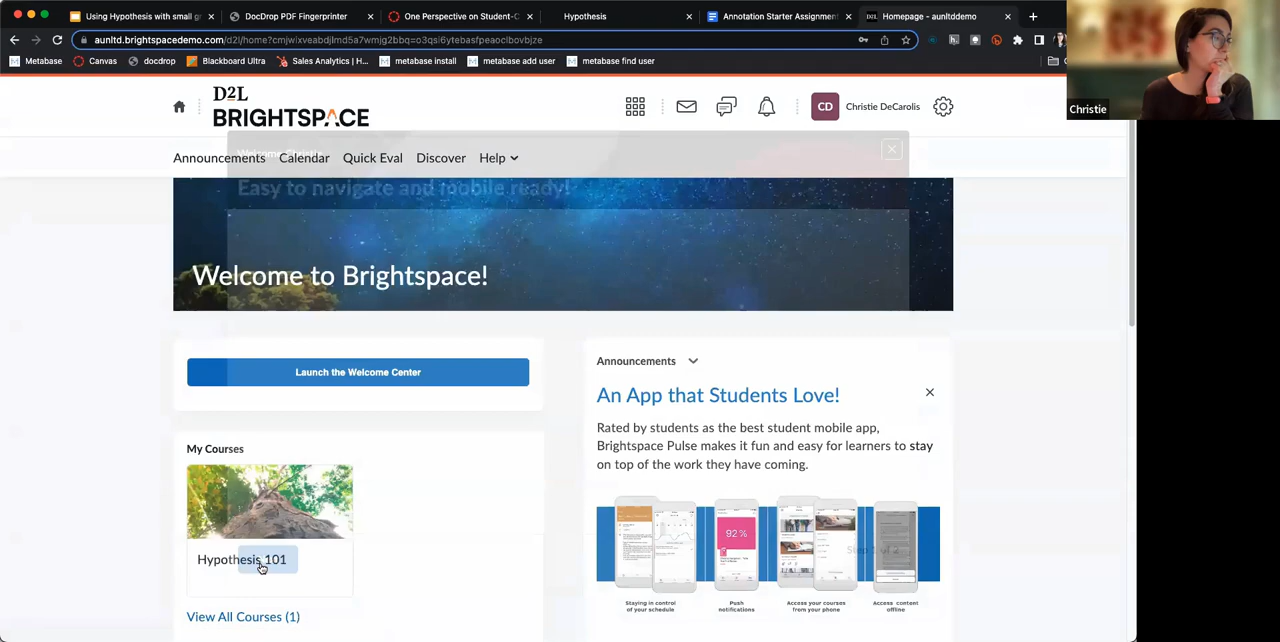 Using Hypothesis with small gr
DocDrop PDF Fingerprinter
One Perspective on Student-C
Hypothesis
Annotation Starter Assignment
Homepage - aunltddemo
aunltd.brightspacedemo.com/d2l/home?cmjwixveabdjlmd5a7wmjg2bbq=o3qsi6ytebasfpeaoclbovbjze
Metabase
Canvas
docdrop
Blackboard Ultra
Sales Analytics | H...
metabase install
metabase add user
metabase find user
Christie
D2L
BRIGHTSPACE
CD
Christie DeCarolis
Announcements
Calendar
Quick Eval
Discover
Help
Easy to navigate and mobile ready!
Welcome to Brightspace!
Launch the Welcome Center
My Courses
Hypothesis 101
View All Courses (1)
Announcements
An App that Students Love!
Rated by students as the best student mobile app,
Brightspace Pulse makes it fun and easy for learners to stay
on top of the work they have coming.
92%
Step 1 of 2
Staying in control
of your schedule
Push
notifications
Access your courses
from your phone
Access content
offline